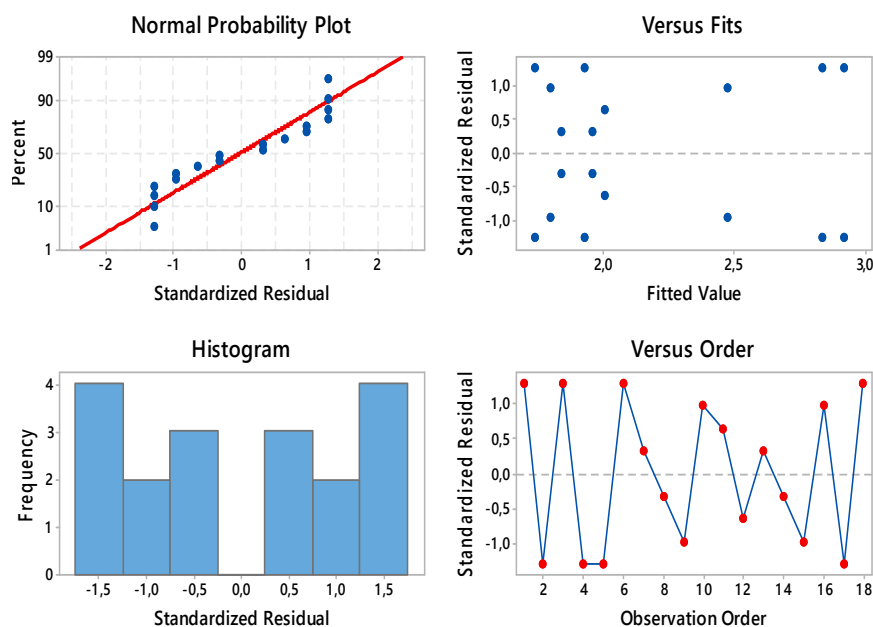 Normal Probability Plot
99
90
50
10
1
Percent
-2 -1 0 1 2
Standardized Residual
Versus Fits
1,0
0,5
0,0
-0,5
-1,0
Standardized Residual
2,0 2,5 3,0
Fitted Value
Histogram
4
3
2
1
0
Frequency
-1,5 -1,0 -0,5 0,0 0,5 1,0 1,5
Standardized Residual
Versus Order
1,0
0,5
0,0
-0,5
-1,0
Standardized Residual
2 4 6 8 10 12 14 16 18
Observation Order